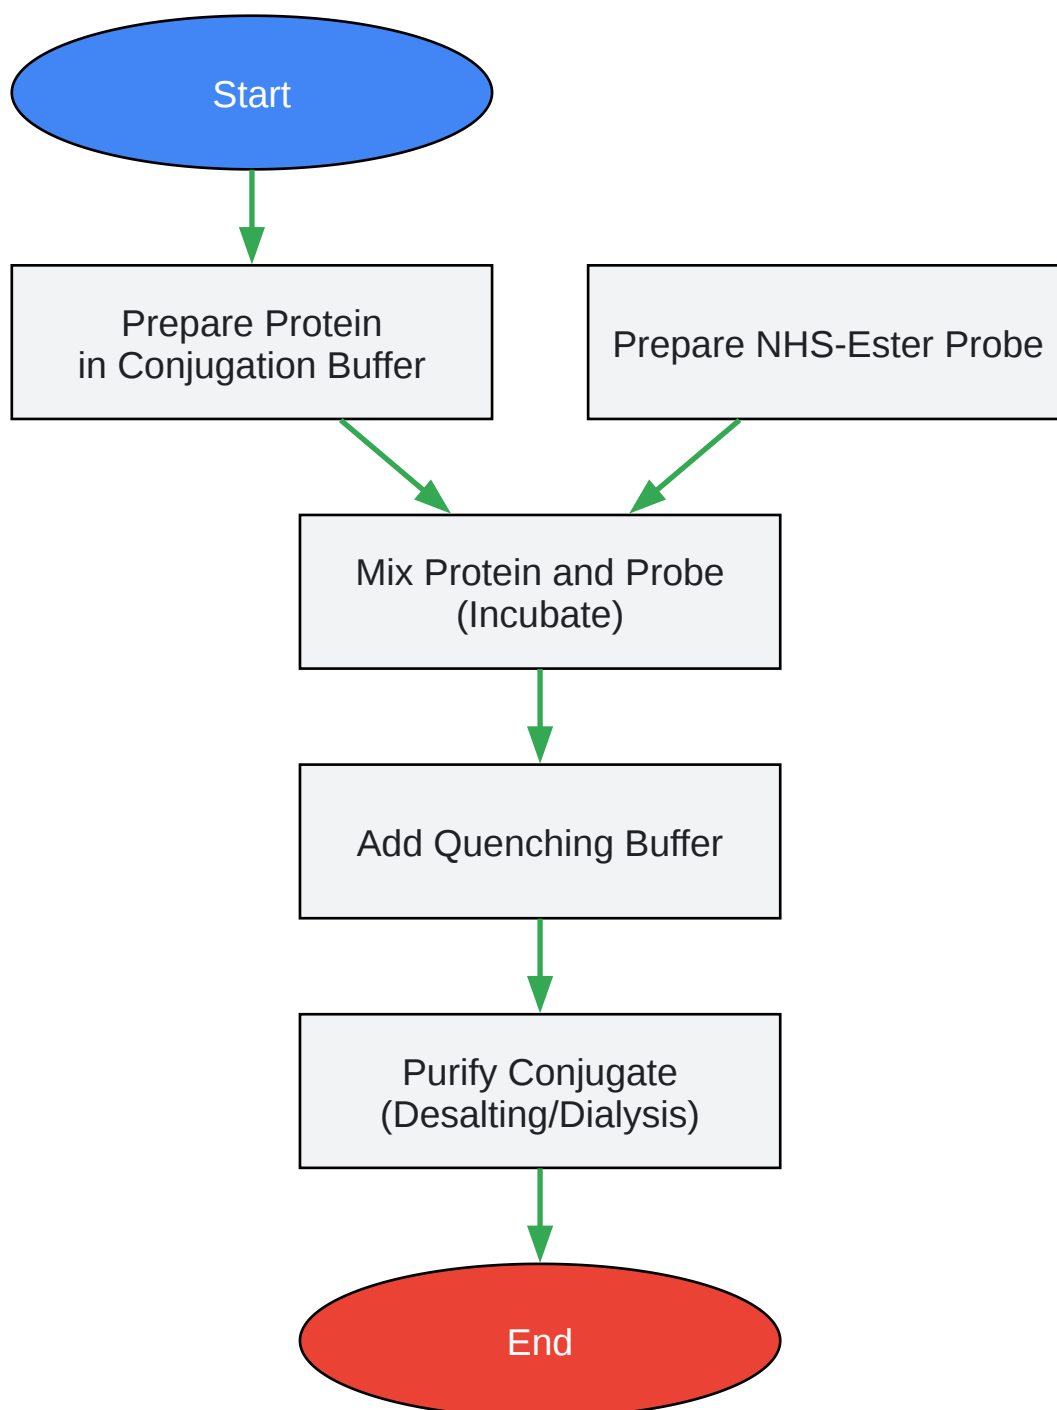 Start
Prepare Protein
in Conjugation Buffer
Prepare NHS-Ester Probe
Mix Protein and Probe
(Incubate)
Add Quenching Buffer
Purify Conjugate
(Desalting/Dialysis)
End